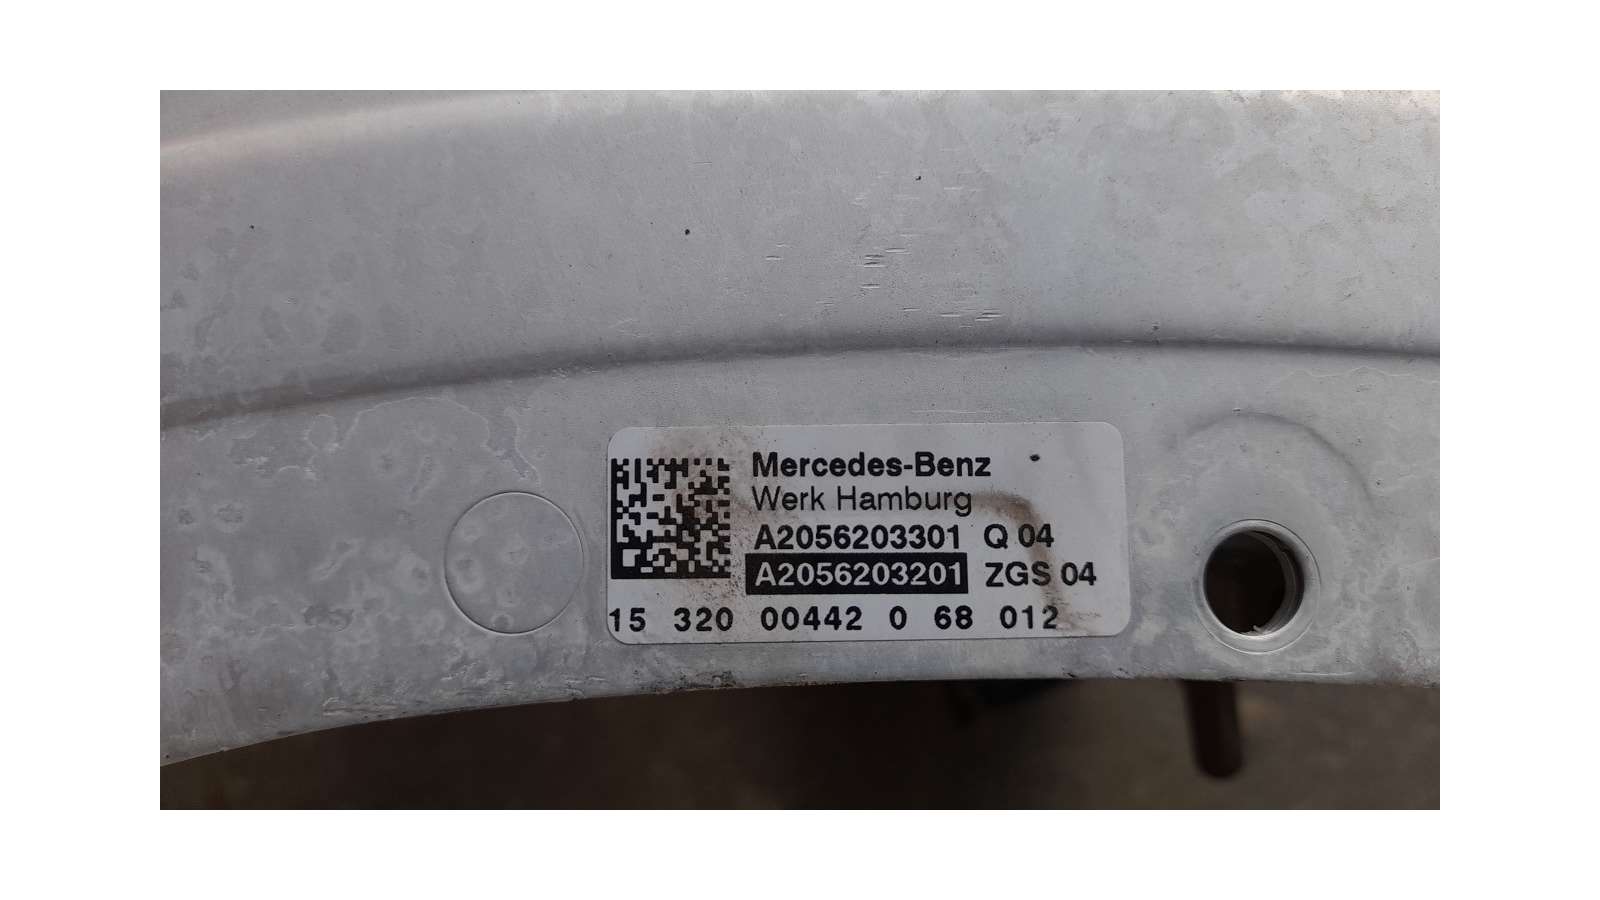 Mercedes-Benz
Werk Hamburg
A2056203301 Q 04
A2056203201 ZGS 04
15 320 00442 0 68 012